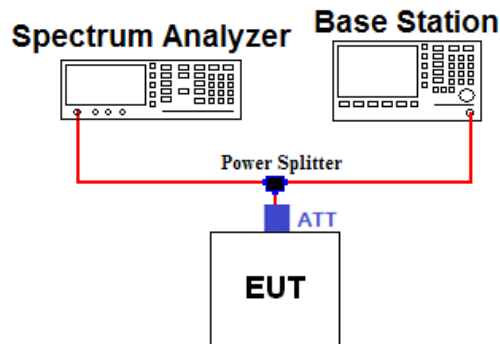 Spectrum Analyzer
Base Station
Power Splitter
ATT
EUT